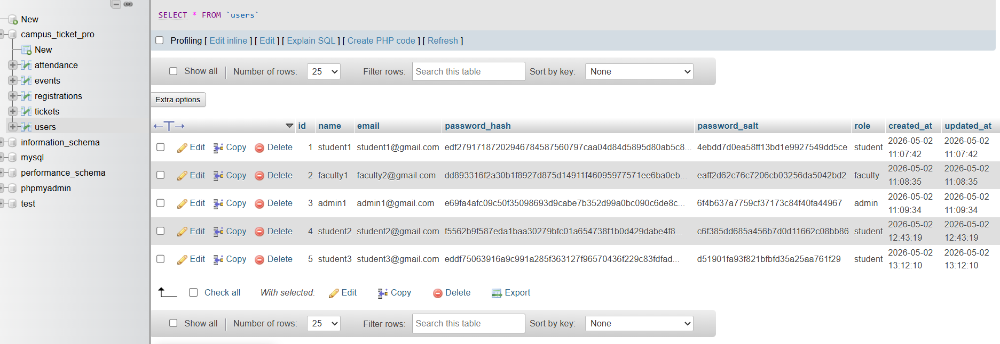 New
campus_ticket_pro
New
attendance
events
registrations
tickets
users
information_schema
mysql
performance_schema
phpmyadmin
test
SELECT * FROM `users`
Profiling [ Edit inline ] [ Edit ] [ Explain SQL ] [ Create PHP code ] [ Refresh ]
Show all Number of rows: 25 Filter rows: Search this table Sort by key: None
Extra options
id name email password_hash password_salt role created_at updated_at
Edit Copy Delete 1 student1 student1@gmail.com edf27917187202946784587560797caa04d84d5895d80ab5c8... 4ebdd7d0ea58ff13bd1e9927549dd5ce student 2026-05-02 11:07:42 2026-05-02 11:07:42
Edit Copy Delete 2 faculty1 faculty2@gmail.com dd893316f2a30b1f8927d875d14911f46095977571ee6ba0eb... eaff2d62c76c7206cb03256da5042bd2 faculty 2026-05-02 11:08:35 2026-05-02 11:08:35
Edit Copy Delete 3 admin1 admin1@gmail.com e69fa4afc09c50f35098693d9cabe7b352d99a0bc090c6de8c... 6f4b637a7759cf37173c84f40fa44967 admin 2026-05-02 11:09:34 2026-05-02 11:09:34
Edit Copy Delete 4 student2 student2@gmail.com f5562b9f587eda1baa30279bfc01a654738f1b0d429dabe4f8... c6f385dd685a456b7d0d11662c08bb86 student 2026-05-02 12:43:19 2026-05-02 12:43:19
Edit Copy Delete 5 student3 student3@gmail.com eddf75063916a9c991a285f363127f96570436f229c83fdfad... d51901fa93f821bfbfd35a25aa761f29 student 2026-05-02 13:12:10 2026-05-02 13:12:10
Check all With selected: Edit Copy Delete Export
Show all Number of rows: 25 Filter rows: Search this table Sort by key: None